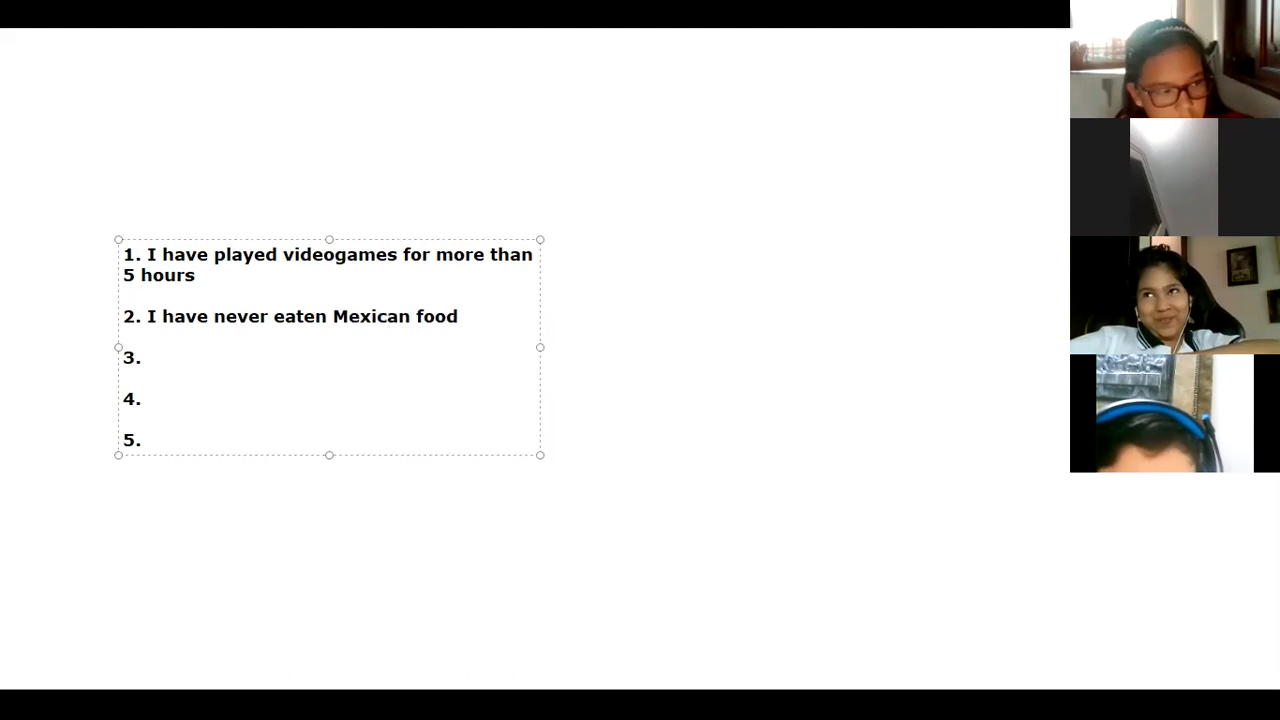 1. I have played videogames for more than
5 hours
2. I have never eaten Mexican food
3.
4.
5.